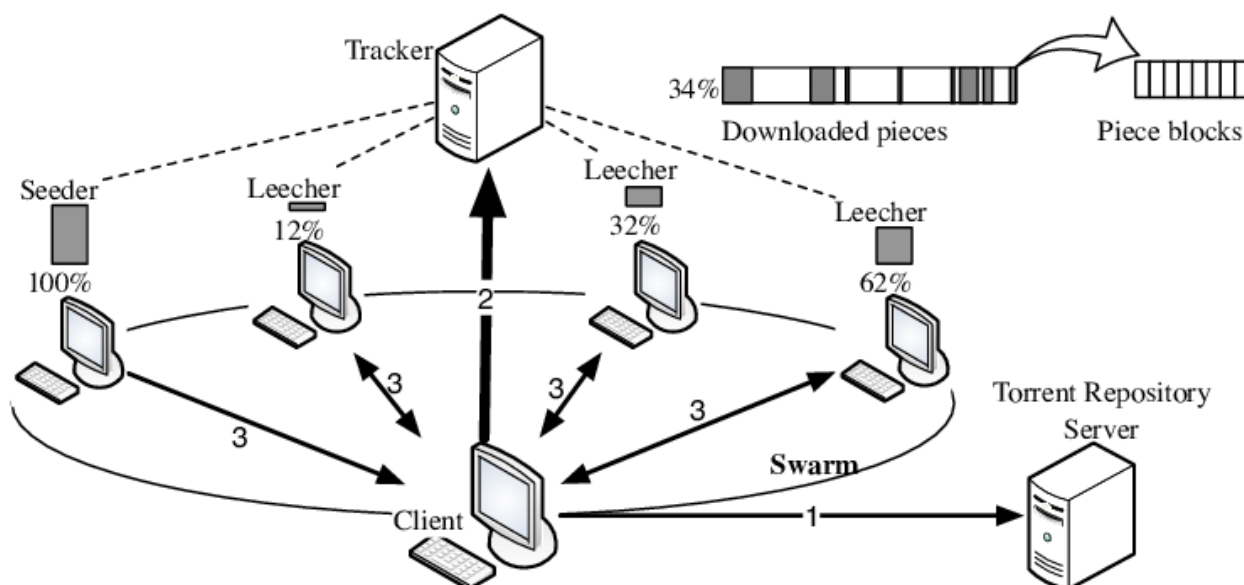 Tracker
34%
Downloaded pieces
Piece blocks
Seeder
100%
Leecher
12%
Leecher
32%
Leecher
62%
2
3
3
3
3
Torrent Repository
Server
Swarm
Client
1